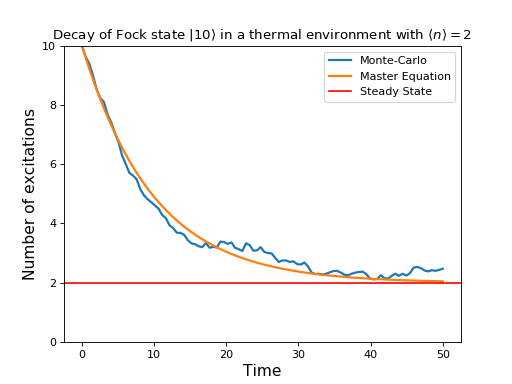 Decay of Fock state |10⟩ in a thermal environment with ⟨n⟩ = 2
Number of excitations
10
8
6
4
2
0
Monte-Carlo
Master Equation
Steady State
0 10 20 30 40 50
Time